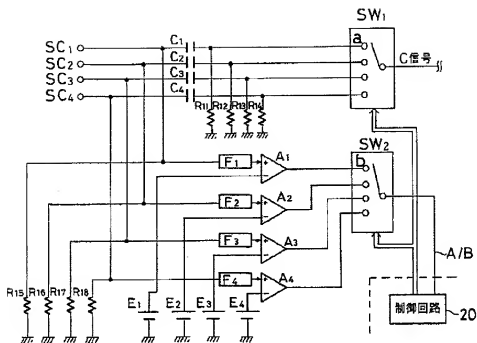 SW1
SC1
SC2
SC3
SC4
C1
C2
C3
C4
a
C信号
R11 R12 R13 R14
F1
A1
SW2
b
F2
A2
F3
A3
F4
A4
A/B
R15 R16 R17 R18
E1 E2 E3 E4
制御回路
20